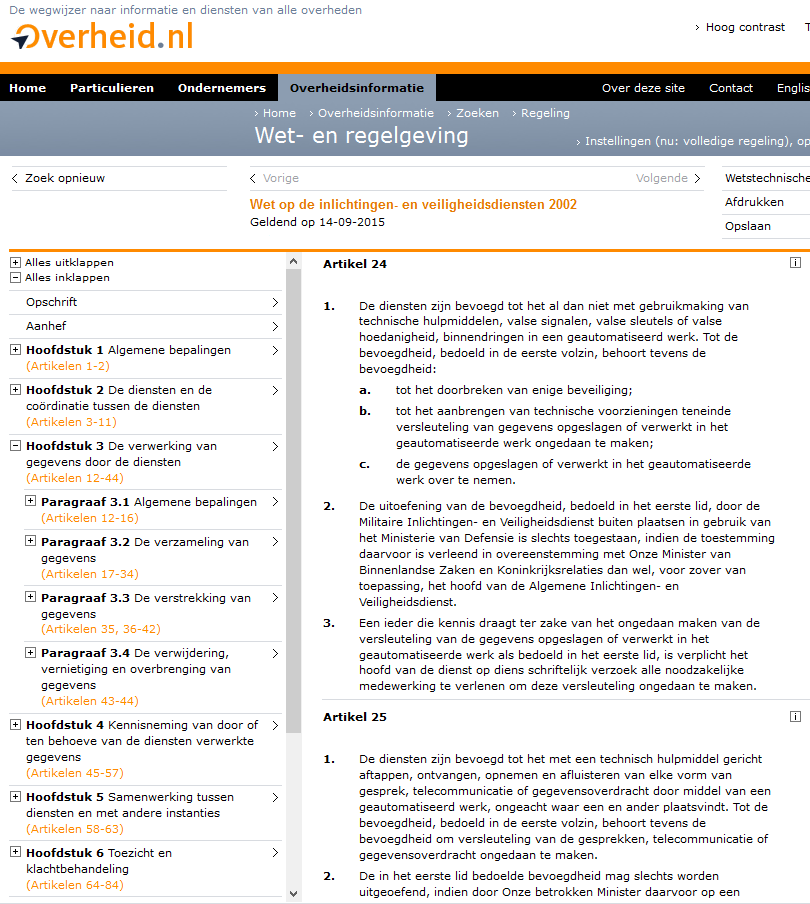 De wegwijzer naar informatie en diensten van alle overheden
Overheid.nl
Hoog contrast
Home Particulieren Ondernemers Overheidsinformatie Over deze site Contact Englis
Home Overheidsinformatie Zoeken Regeling
Wet- en regelgeving
Instellingen (nu: volledige regeling), op
Zoek opnieuw
Vorige
Volgende
Wetstechnische
Afdrukken
Opslaan
Wet op de inlichtingen- en veiligheidsdiensten 2002
Geldend op 14-09-2015
Alles uitklappen
Alles inklappen
Opschrift
Aanhef
Hoofdstuk 1 Algemene bepalingen
(Artikelen 1-2)
Hoofdstuk 2 De diensten en de
coördinatie tussen de diensten
(Artikelen 3-11)
Hoofdstuk 3 De verwerking van
gegevens door de diensten
(Artikelen 12-44)
Paragraaf 3.1 Algemene bepalingen
(Artikelen 12-16)
Paragraaf 3.2 De verzameling van
gegevens
(Artikelen 17-34)
Paragraaf 3.3 De verstrekking van
gegevens
(Artikelen 35, 36-42)
Paragraaf 3.4 De verwijdering,
vernietiging en overbrenging van
gegevens
(Artikelen 43-44)
Hoofdstuk 4 Kennisneming van door of
ten behoeve van de diensten verwerkte
gegevens
(Artikelen 45-57)
Hoofdstuk 5 Samenwerking tussen
diensten en met andere instanties
(Artikelen 58-63)
Hoofdstuk 6 Toezicht en
klachtbehandeling
(Artikelen 64-84)
Artikel 24
1. De diensten zijn bevoegd tot het al dan niet met gebruikmaking van
technische hulpmiddelen, valse signalen, valse sleutels of valse
hoedanigheid, binnendringen in een geautomatiseerd werk. Tot de
bevoegdheid, bedoeld in de eerste volzin, behoort tevens de
bevoegdheid:
a. tot het doorbreken van enige beveiliging;
b. tot het aanbrengen van technische voorzieningen teneinde
versleuteling van gegevens opgeslagen of verwerkt in het
geautomatiseerde werk ongedaan te maken;
c. de gegevens opgeslagen of verwerkt in het geautomatiseerde
werk over te nemen.
2. De uitoefening van de bevoegdheid, bedoeld in het eerste lid, door de
Militaire Inlichtingen- en Veiligheidsdienst buiten plaatsen in gebruik van
het Ministerie van Defensie is slechts toegestaan, indien de toestemming
daarvoor is verleend in overeenstemming met Onze Minister van
Binnenlandse Zaken en Koninkrijksrelaties dan wel, voor zover van
toepassing, het hoofd van de Algemene Inlichtingen- en
Veiligheidsdienst.
3. Een ieder die kennis draagt ter zake van het ongedaan maken van de
versleuteling van de gegevens opgeslagen of verwerkt in het
geautomatiseerde werk als bedoeld in het eerste lid, is verplicht het
hoofd van de dienst op diens schriftelijk verzoek alle noodzakelijke
medewerking te verlenen om deze versleuteling ongedaan te maken.
Artikel 25
1. De diensten zijn bevoegd tot het met een technisch hulpmiddel gericht
aftappen, ontvangen, opnemen en afluisteren van elke vorm van
gesprek, telecommunicatie of gegevensoverdracht door middel van een
geautomatiseerd werk, ongeacht waar een en ander plaatsvindt. Tot de
bevoegdheid, bedoeld in de eerste volzin, behoort tevens de
bevoegdheid om versleuteling van de gesprekken, telecommunicatie of
gegevensoverdracht ongedaan te maken.
2. De in het eerste lid bedoelde bevoegdheid mag slechts worden
uitgeoefend, indien door Onze betrokken Minister daarvoor op een